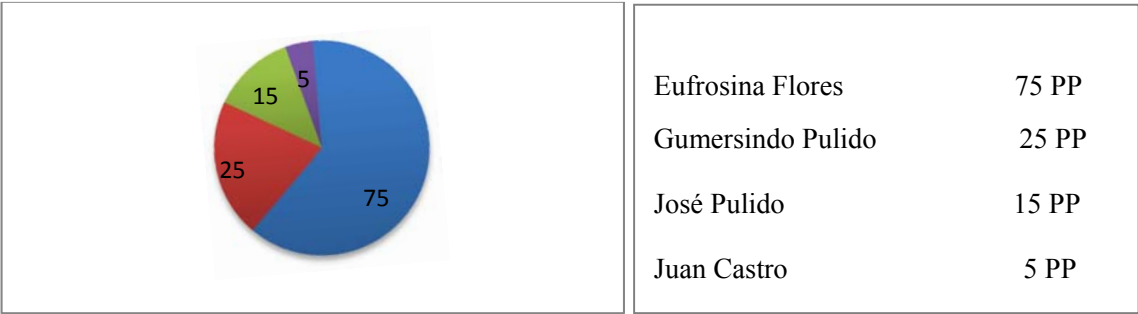 5
15
25
75
Eufrosina Flores 75 PP
Gumersindo Pulido 25 PP
José Pulido 15 PP
Juan Castro 5 PP